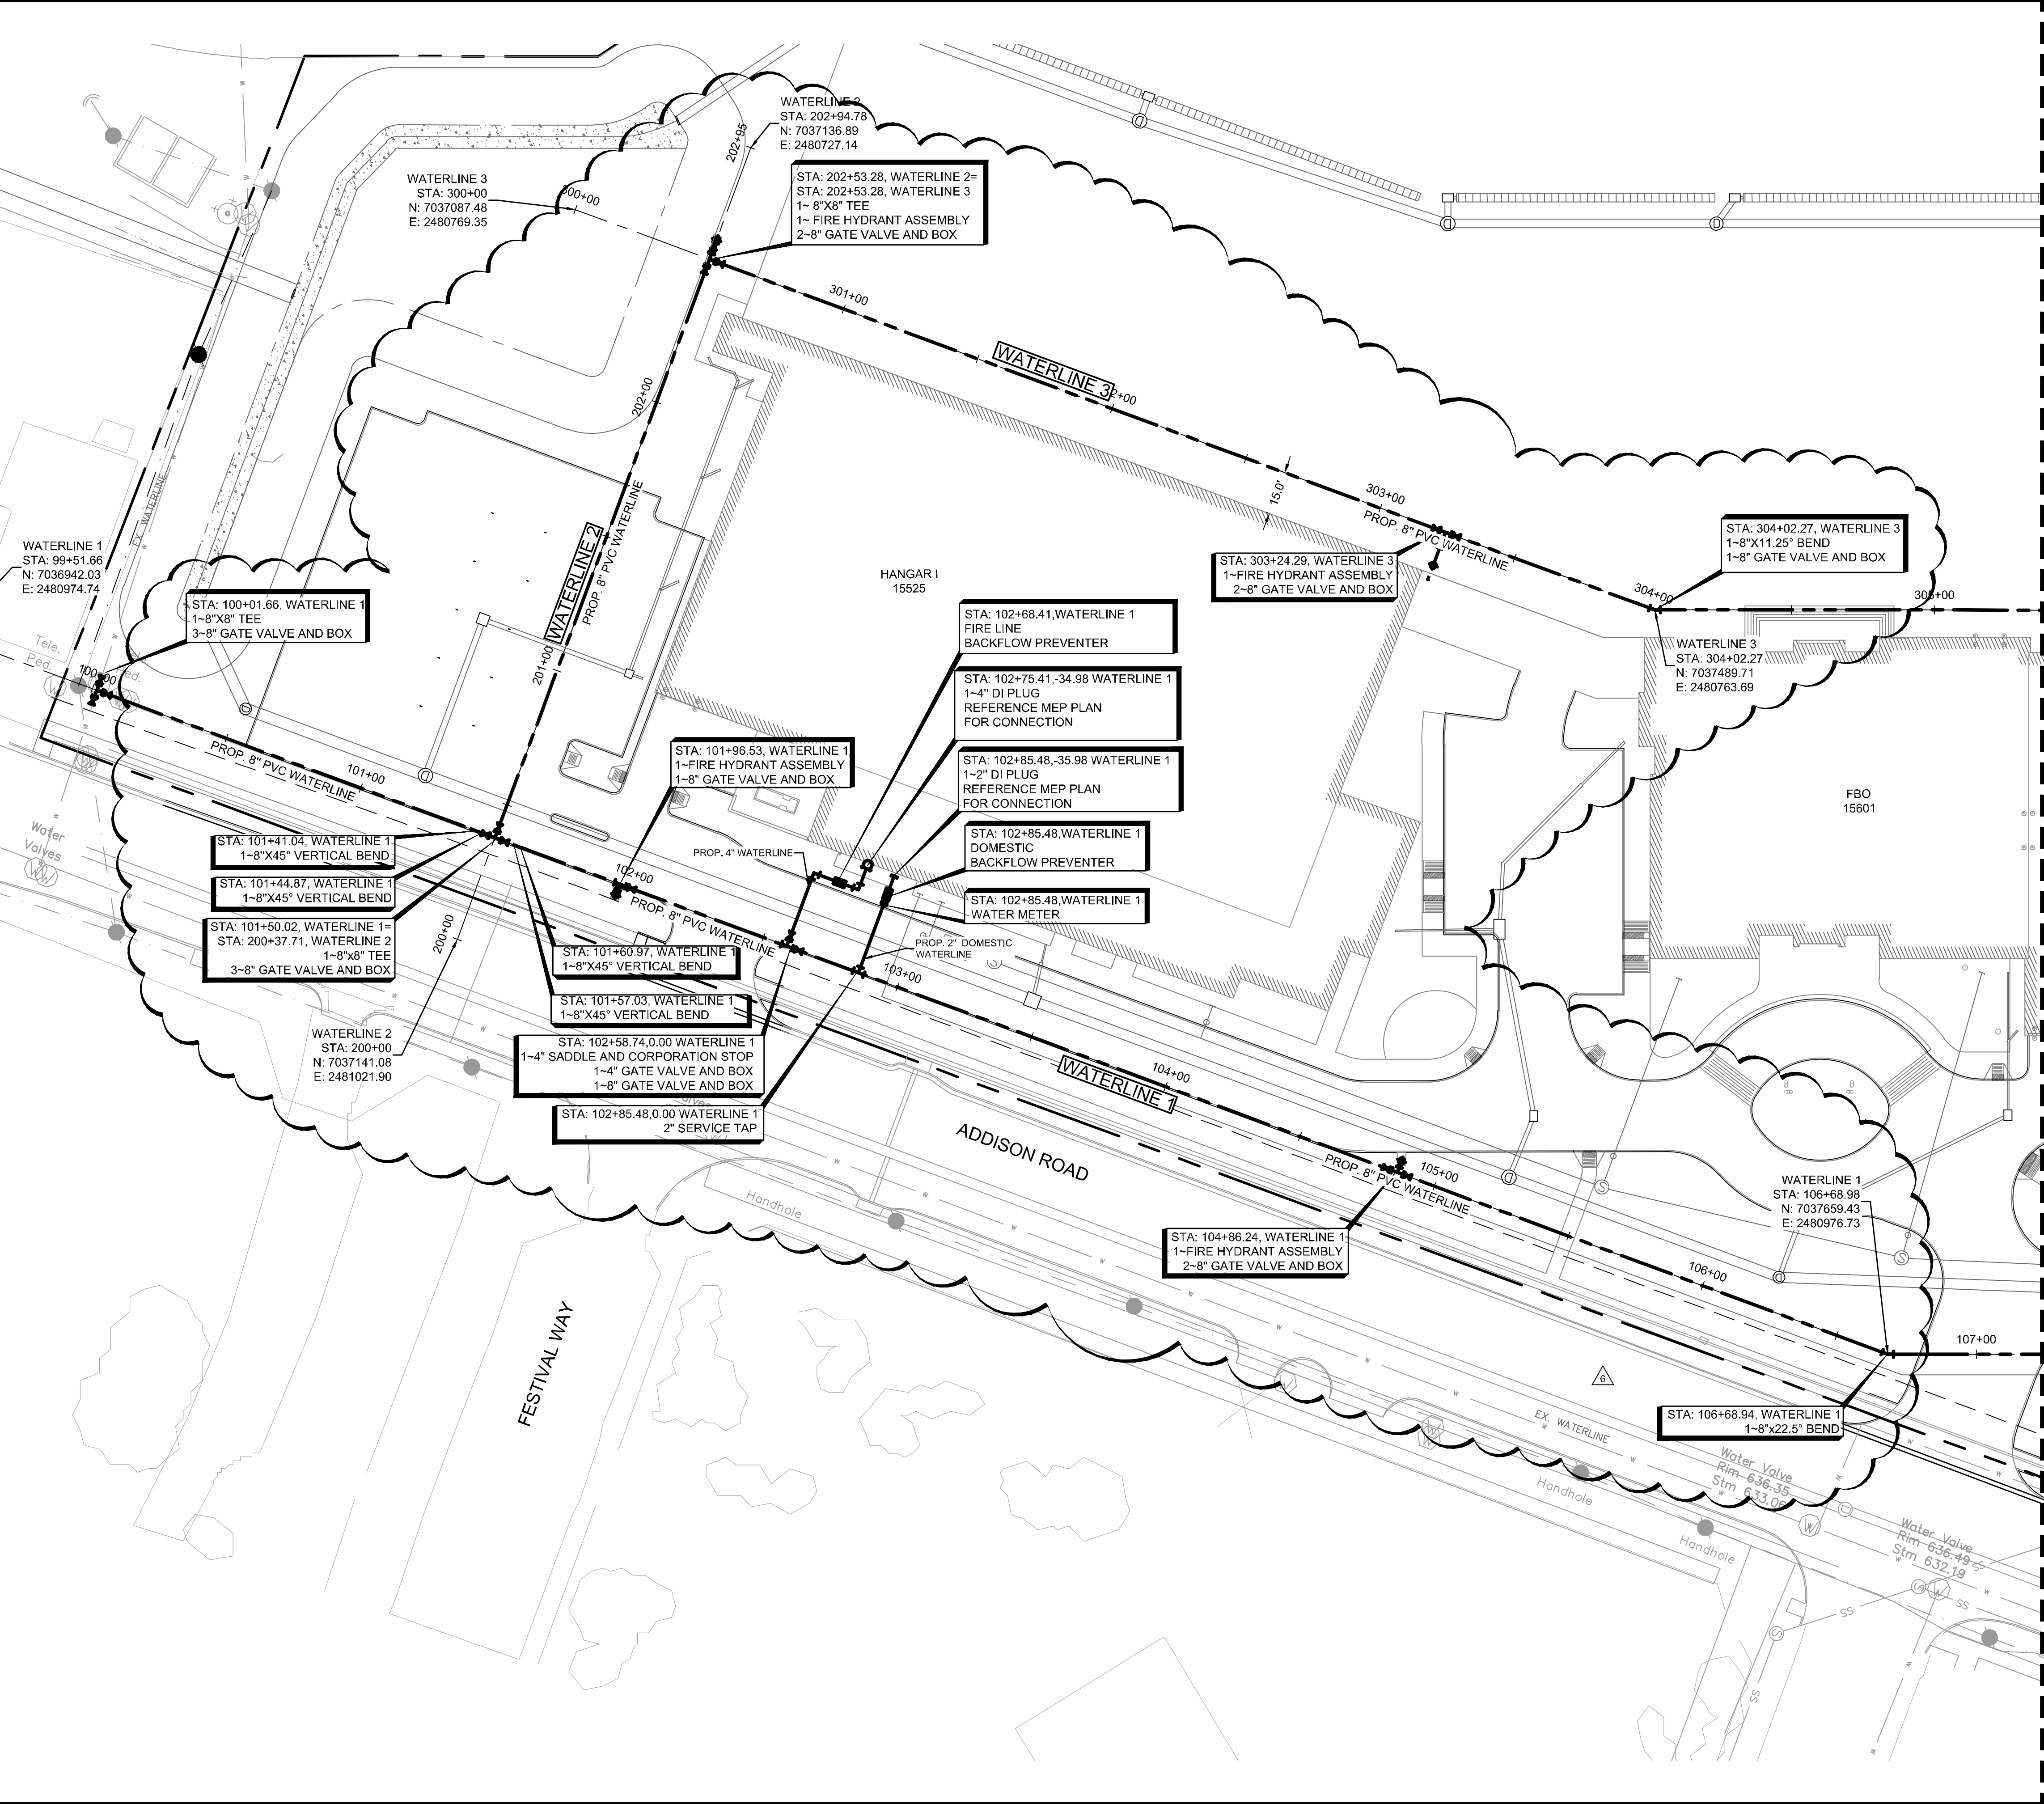 WATERLINE 2
STA: 202+94.78
N: 7037136.89
E: 2480727.14
202+95
WATERLINE 3
STA: 300+00
N: 7037087.48
E: 2480769.35
300+00
STA: 202+53.28, WATERLINE 2=
STA: 202+53.28, WATERLINE 3
1~ 8"X8" TEE
1~ FIRE HYDRANT ASSEMBLY
2~8" GATE VALVE AND BOX
301+00
WATERLINE 3
2+00
202+00
15.0'
303+00
PROP. 8" PVC WATERLINE
EX. WATERLINE
WATERLINE 2
PROP. 8" PVC WATERLINE
201+00
WATERLINE 1
STA: 99+51.66
N: 7036942.03
E: 2480974.74
STA: 100+01.66, WATERLINE 1
1~8"X8" TEE
3~8" GATE VALVE AND BOX
HANGAR I
15525
STA: 303+24.29, WATERLINE 3
1~FIRE HYDRANT ASSEMBLY
2~8" GATE VALVE AND BOX
STA: 304+02.27, WATERLINE 3
1~8"X11.25° BEND
1~8" GATE VALVE AND BOX
304+00
305+00
WATERLINE 3
STA: 304+02.27
N: 7037489.71
E: 2480763.69
Tele.
Ped.
100+00
STA: 102+68.41,WATERLINE 1
FIRE LINE
BACKFLOW PREVENTER
STA: 102+75.41,-34.98 WATERLINE 1
1~4" DI PLUG
REFERENCE MEP PLAN
FOR CONNECTION
STA: 102+85.48,-35.98 WATERLINE 1
1~2" DI PLUG
REFERENCE MEP PLAN
FOR CONNECTION
STA: 102+85.48,WATERLINE 1
DOMESTIC
BACKFLOW PREVENTER
STA: 102+85.48,WATERLINE 1
WATER METER
PROP. 8" PVC WATERLINE
101+00
STA: 101+96.53, WATERLINE 1
1~FIRE HYDRANT ASSEMBLY
1~8" GATE VALVE AND BOX
FBO
15601
Water
Valves
STA: 101+41.04, WATERLINE 1
1~8"X45° VERTICAL BEND
STA: 101+44.87, WATERLINE 1
1~8"X45° VERTICAL BEND
STA: 101+50.02, WATERLINE 1=
STA: 200+37.71, WATERLINE 2
1~8"x8" TEE
3~8" GATE VALVE AND BOX
PROP. 4" WATERLINE
102+00
PROP. 8" PVC WATERLINE
PROP. 2" DOMESTIC
WATERLINE
103+00
200+00
STA: 101+60.97, WATERLINE 1
1~8"X45° VERTICAL BEND
STA: 101+57.03, WATERLINE 1
1~8"X45° VERTICAL BEND
WATERLINE 2
STA: 200+00
N: 7037141.08
E: 2481021.90
STA: 102+58.74,0.00 WATERLINE 1
1~4" SADDLE AND CORPORATION STOP
1~4" GATE VALVE AND BOX
1~8" GATE VALVE AND BOX
STA: 102+85.48,0.00 WATERLINE 1
2" SERVICE TAP
104+00
WATERLINE 1
ADDISON ROAD
PROP. 8" PVC WATERLINE
105+00
WATERLINE 1
STA: 106+68.98
N: 7037659.43
E: 2480976.73
Handhole
STA: 104+86.24, WATERLINE 1
1~FIRE HYDRANT ASSEMBLY
2~8" GATE VALVE AND BOX
106+00
107+00
FESTIVAL WAY
6
STA: 106+68.94, WATERLINE 1
1~8"x22.5° BEND
EX. WATERLINE
Water Valve
Rim 636.35
Stm 633.06
Handhole
Water Valve
Rim 636.49
Stm 632.19
Handhole
SS
SS
SS
SS